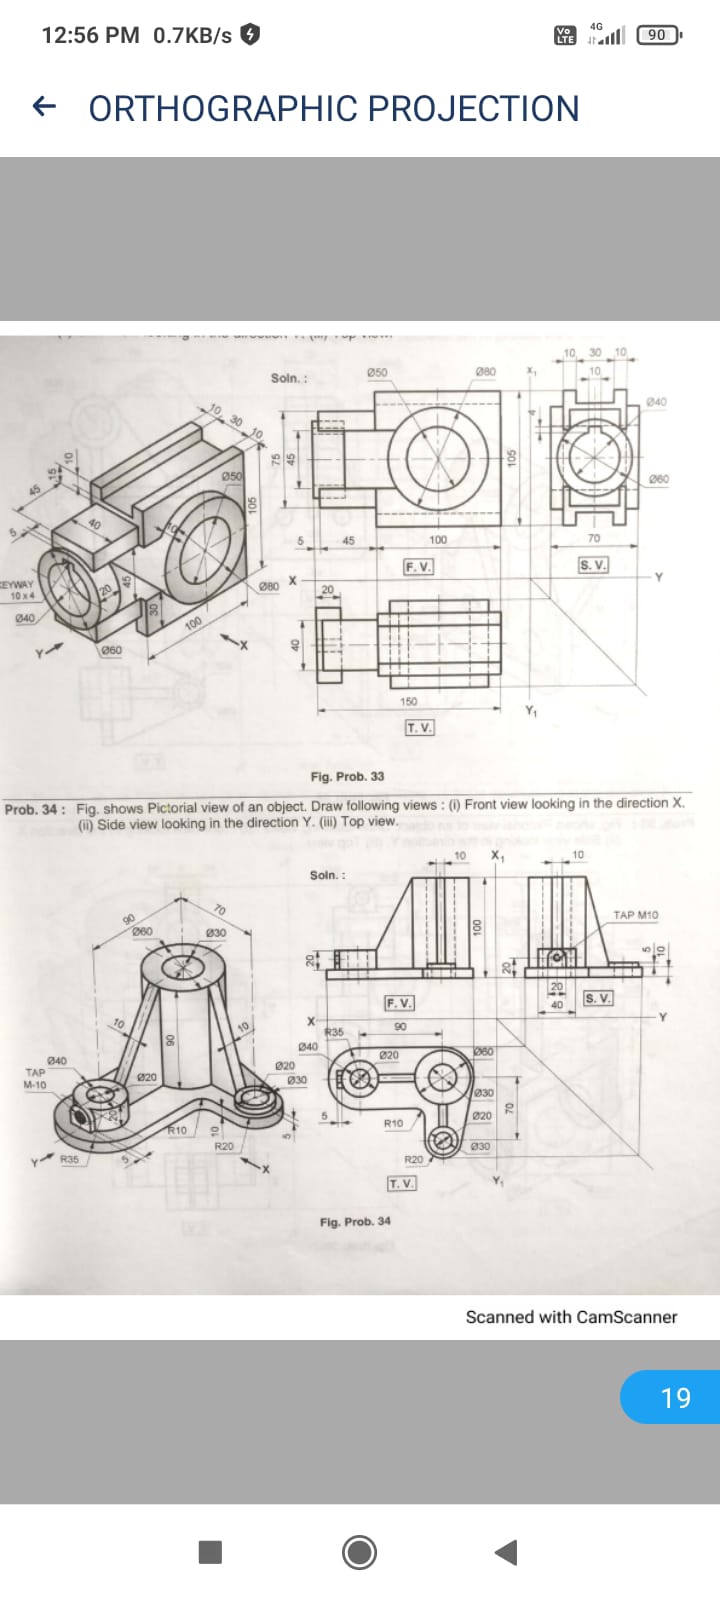 12:56 PM 0.7KB/s
Vo LTE 4G 90
ORTHOGRAPHIC PROJECTION
Soln. :
Ø50
Ø80
X₁
10 30 10
10
Ø40
10 30 10
Ø50
105
10
15
45
5
40
10
75
45
4
105
Ø60
KEYWAY
10 x 4
Ø40
20
45
30
Ø80
100
X
Y
Ø60
5 45 100
70
F. V.
S. V.
X
Y
20
40
150
Y₁
T. V.
Fig. Prob. 33
Prob. 34 : Fig. shows Pictorial view of an object. Draw following views : (i) Front view looking in the direction X.
(ii) Side view looking in the direction Y. (iii) Top view.
Soln. :
10
X₁
10
TAP M10
90
70
Ø60
Ø30
100
20
20
5
10
10
10
90
20
40
F. V.
S. V.
X
Y
R35
90
Ø40
TAP
M-10
Ø20
Ø20
Ø30
Ø40
Ø20
Ø60
Ø30
20
R10
10
R20
5
5
Y
R35
5
X
R10
Ø20
70
R20
Ø30
T. V.
Y₁
Fig. Prob. 34
Scanned with CamScanner
19